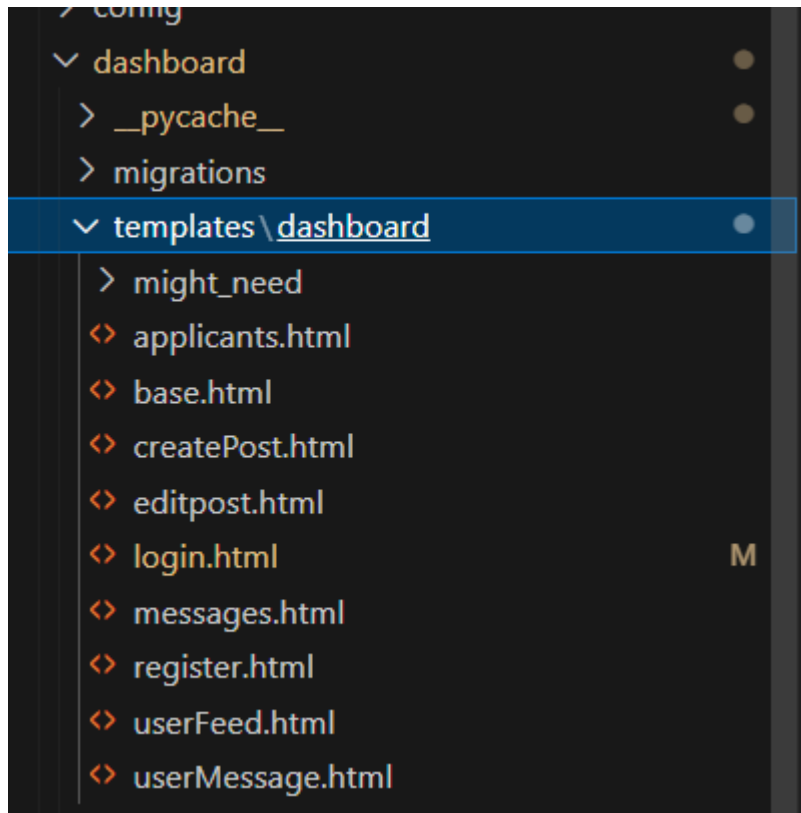 config
dashboard
__pycache__
migrations
templates\dashboard
might_need
applicants.html
base.html
createPost.html
editpost.html
login.html M
messages.html
register.html
userFeed.html
userMessage.html